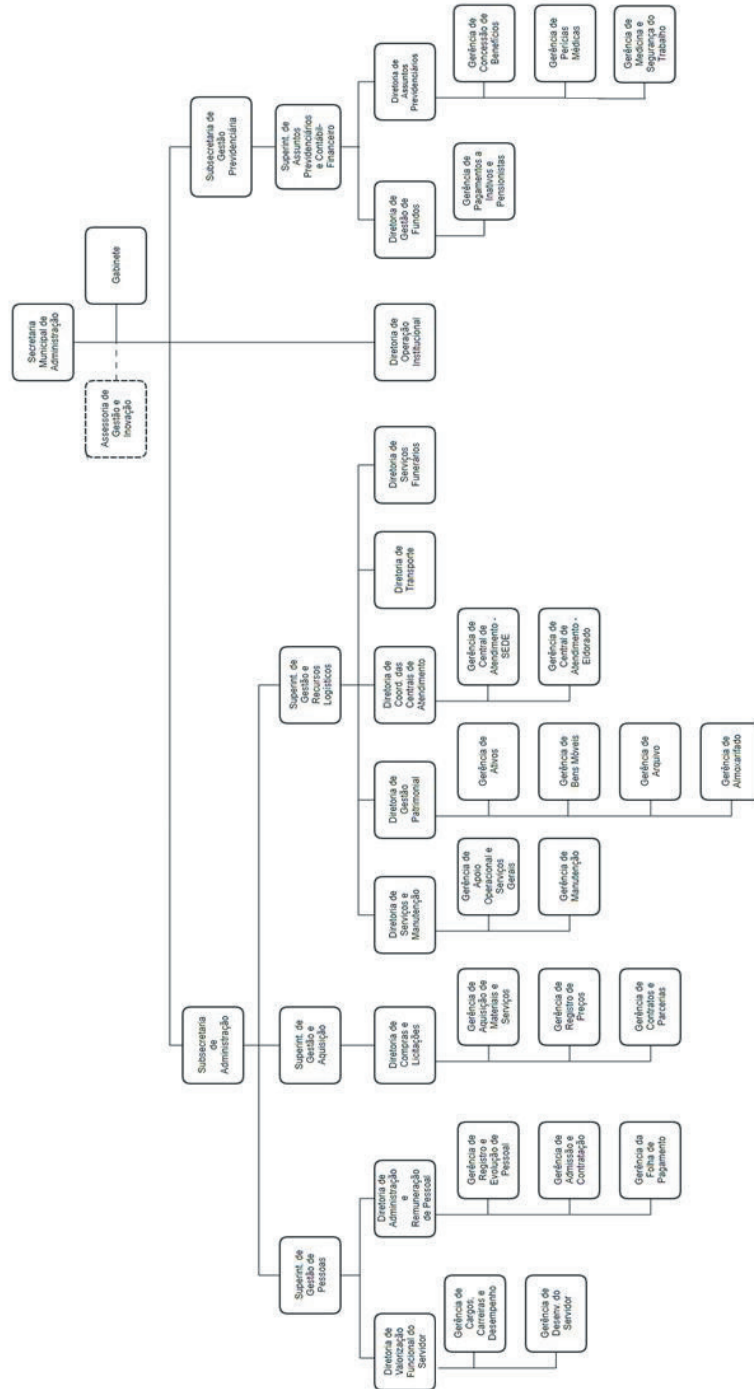 Secretaria
Municipal de
Administração
Assessoria de
Gestão e
Inovação
Gabinete
Subsecretaria
de
Administração
Subsecretaria de
Gestão
Previdenciária
Superint. de
Gestão de
Pessoas
Superint. de
Gestão e
Aquisição
Superint. de
Gestão e
Recursos
Logísticos
Superint. de
Assuntos
Previdenciários
e Contábil-
Financeiro
Diretoria de
Valorização
Funcional do
Servidor
Diretoria de
Administração
e
Remuneração
de Pessoal
Diretoria de
Compras e
Licitações
Diretoria de
Serviços e
Manutenção
Diretoria de
Gestão
Patrimonial
Diretoria de
Coord. das
Centrais de
Atendimento
Diretoria de
Transporte
Diretoria de
Serviços
Funerários
Diretoria de
Operação
Institucional
Diretoria de
Gestão de
Fundos
Diretoria de
Assuntos
Previdenciários
Gerência de
Cargos,
Carreiras e
Desempenho
Gerência de
Desenv. do
Servidor
Gerência de
Registro e
Evolução de
Pessoal
Gerência de
Admissão e
Contratação
Gerência da
Folha de
Pagamento
Gerência de
Aquisição de
Materiais e
Serviços
Gerência de
Registro de
Preços
Gerência de
Contratos e
Parcerias
Gerência de
Apoio
Operacional e
Serviços
Gerais
Gerência de
Manutenção
Gerência de
Ativos
Gerência de
Bens Móveis
Gerência de
Arquivo
Gerência de
Almoxarifado
Gerência de
Central de
Atendimento -
SEDE
Gerência de
Central de
Atendimento -
Eldorado
Gerência de
Pagamentos a
Inativos e
Pensionistas
Gerência de
Concessão de
Benefícios
Gerência de
Perícias
Médicas
Gerência de
Medicina e
Segurança do
Trabalho